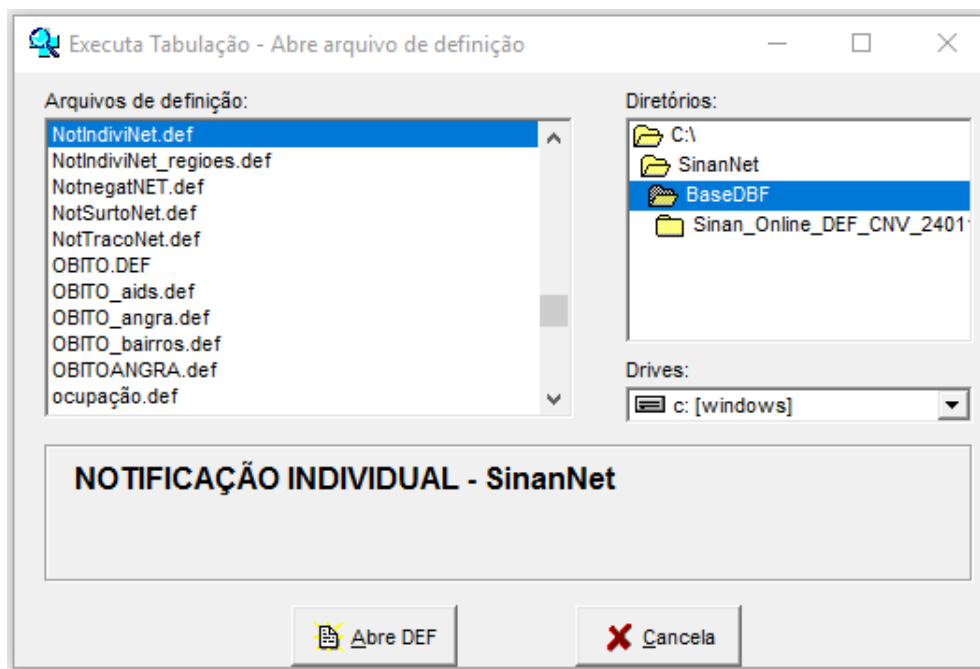 Executa Tabulação - Abre arquivo de definição
Arquivos de definição:
NotIndiviNet.def
NotIndiviNet_regioes.def
NotnegatNET.def
NotSurtoNet.def
NotTracoNet.def
OBITO.DEF
OBITO_aids.def
OBITO_angra.def
OBITO_bairros.def
OBITOANGRA.def
ocupação.def
Diretórios:
C:\
SinanNet
BaseDBF
Sinan_Online_DEF_CNV_2401
Drives:
c: [windows]
NOTIFICAÇÃO INDIVIDUAL - SinanNet
Abre DEF
Cancela